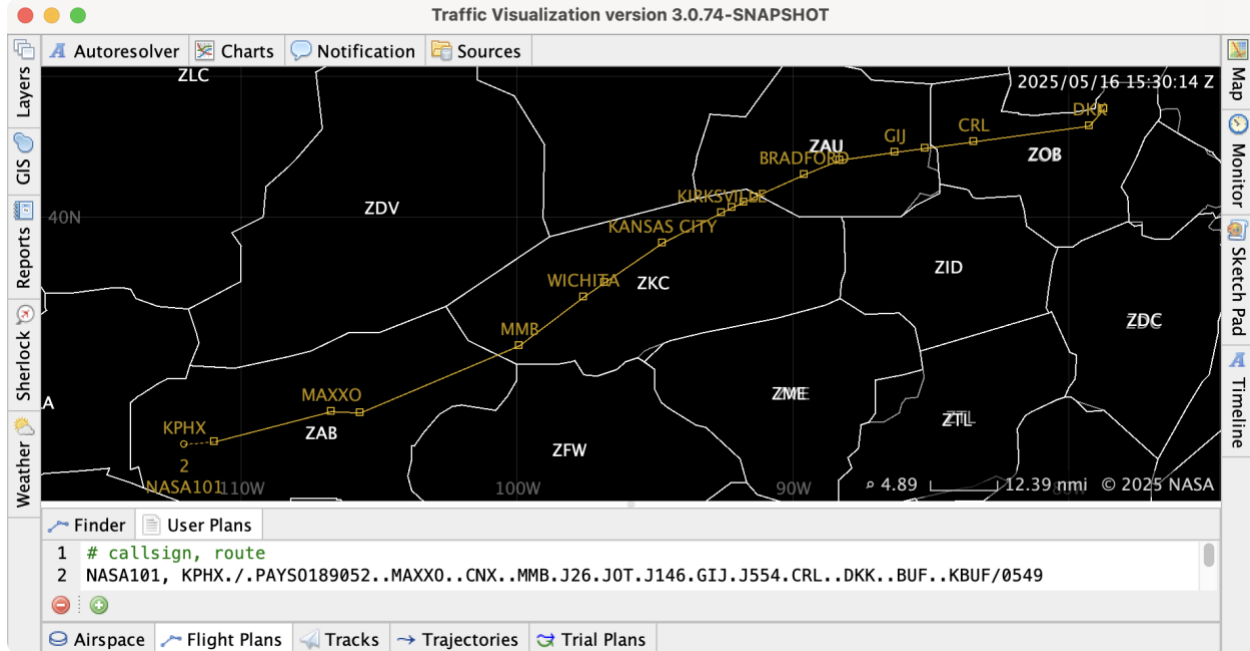 Traffic Visualization version 3.0.74-SNAPSHOT
Autoresolver Charts Notification Sources
Layers
GIS
Reports
Sherlock
Weather
Map
Monitor
Sketch Pad
Timeline
ZLC
2025/05/16 15:30:14 Z
DKK
CRL
GIJ
ZAU
ZOB
BRADFORD
KIRKSVILLE
ZDV
40N
KANSAS CITY
ZID
WICHITA
ZKC
ZDC
MMB
MAXXO
ZME
A
KPHX
ZAB
ZTL
ZFW
2
NASA101
110W
100W
90W
4.89
12.39 nmi © 2025 NASA
Finder User Plans
1 # callsign, route
2 NASA101, KPHX./.PAYSO189052..MAXXO..CNX..MMB.J26.JOT.J146.GIJ.J554.CRL..DKK..BUF..KBUF/0549
Airspace Flight Plans Tracks Trajectories Trial Plans